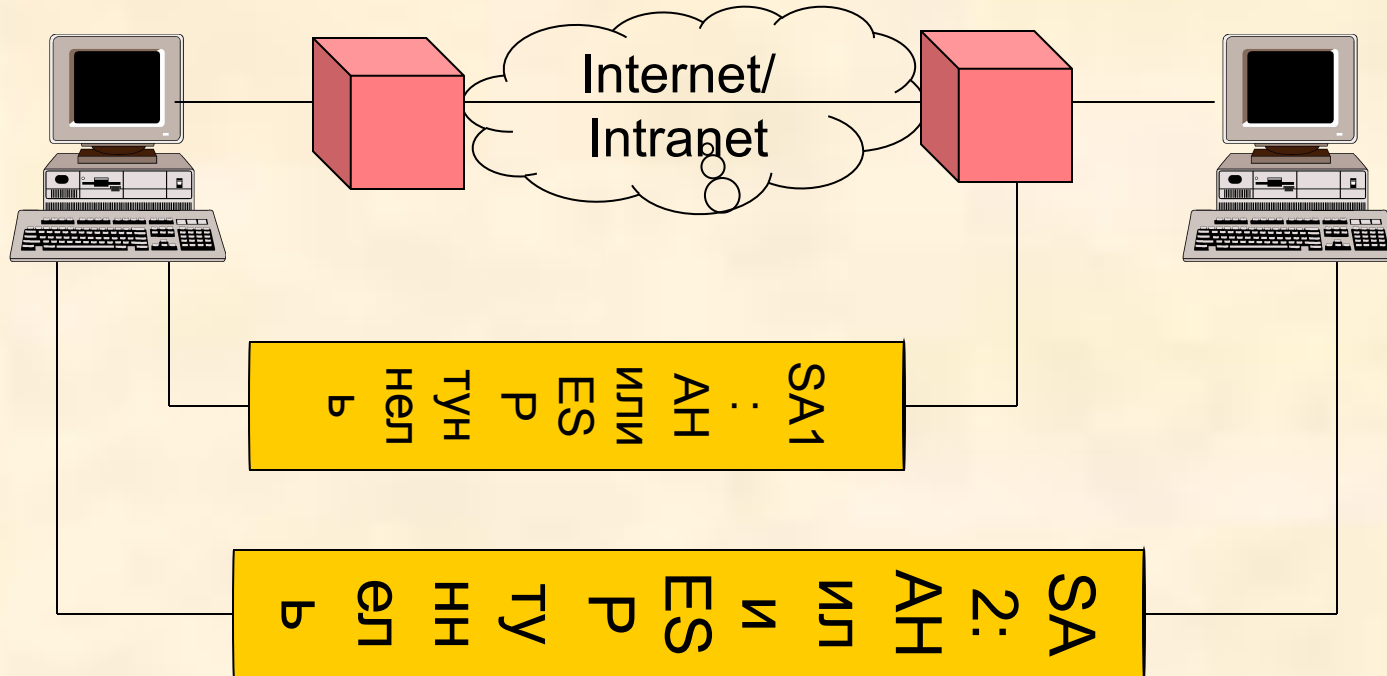 Internet/
Intranet
SA1
:
AH
или
ES
P
тун
нел
ь
SA
2:
AH
ил
и
ES
P
ту
нн
ел
ь